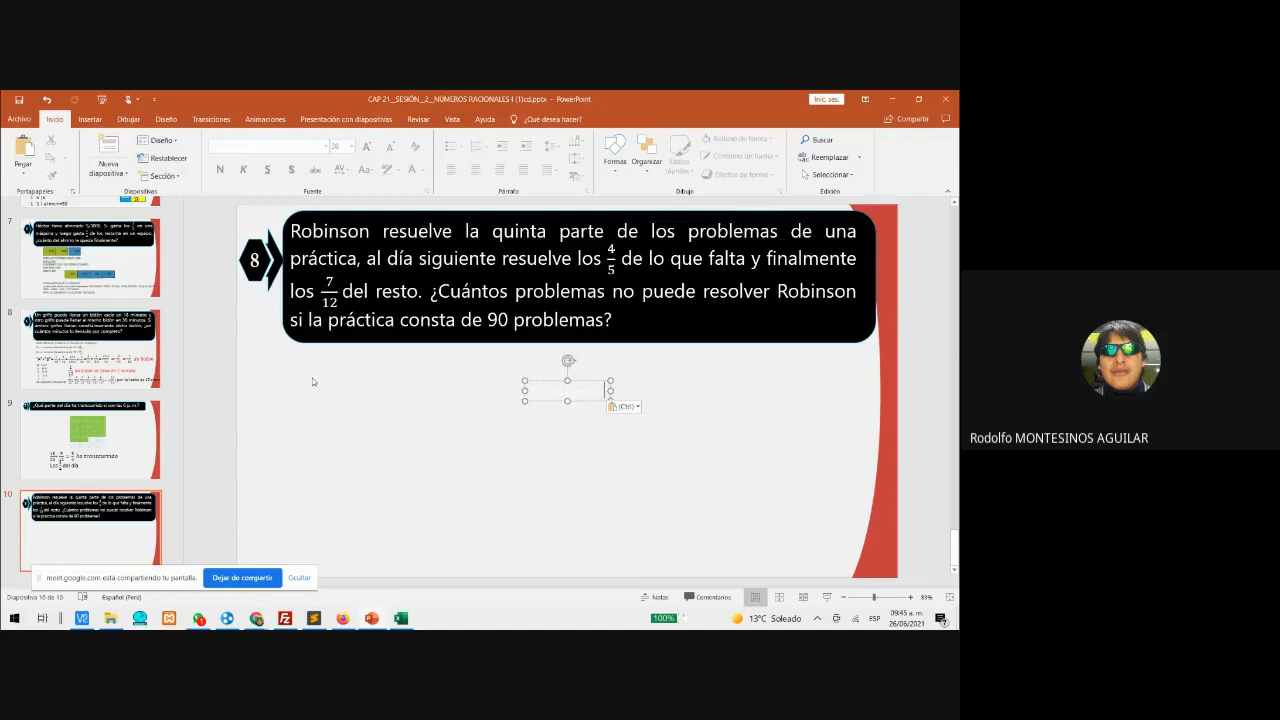 CAP 21_SESIÓN_2_NÚMEROS RACIONALES I (1)cd.pptx - PowerPoint
Inic. ses.
Archivo Inicio Insertar Dibujar Diseño Transiciones Animaciones Presentación con diapositivas Revisar Vista Ayuda ¿Qué desea hacer? Compartir
Pegar
Nueva diapositiva
Diseño
Restablecer
Sección
28
N K S S abc AV Aa A
Formas
Organizar
Estilos rápidos
Relleno de forma
Contorno de forma
Efectos de forma
Buscar
Reemplazar
Seleccionar
Portapapeles Diapositivas Fuente Párrafo Dibujo Edición
7
8
9
¿Qué parte del día ha transcurrido si son las 6 p. m.?
10
8
Robinson resuelve la quinta parte de los problemas de una
práctica, al día siguiente resuelve los 4/5 de lo que falta y finalmente
los 7/12 del resto. ¿Cuántos problemas no puede resolver Robinson
si la práctica consta de 90 problemas?
(Ctrl)
Rodolfo MONTESINOS AGUILAR
meet.google.com está compartiendo tu pantalla. Dejar de compartir Ocultar
Diapositiva 10 de 10 Español (Perú) Notas Comentarios 89%
100% 13°C Soleado ESP
09:45 a. m.
26/06/2021